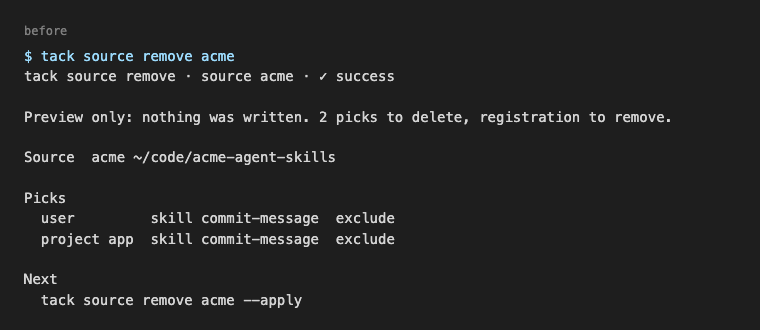 before
$ tack source remove acme
tack source remove · source acme · ✓ success
Preview only: nothing was written. 2 picks to delete, registration to remove.
Source  acme ~/code/acme-agent-skills
Picks
  user         skill commit-message  exclude
  project app  skill commit-message  exclude
Next
  tack source remove acme --apply